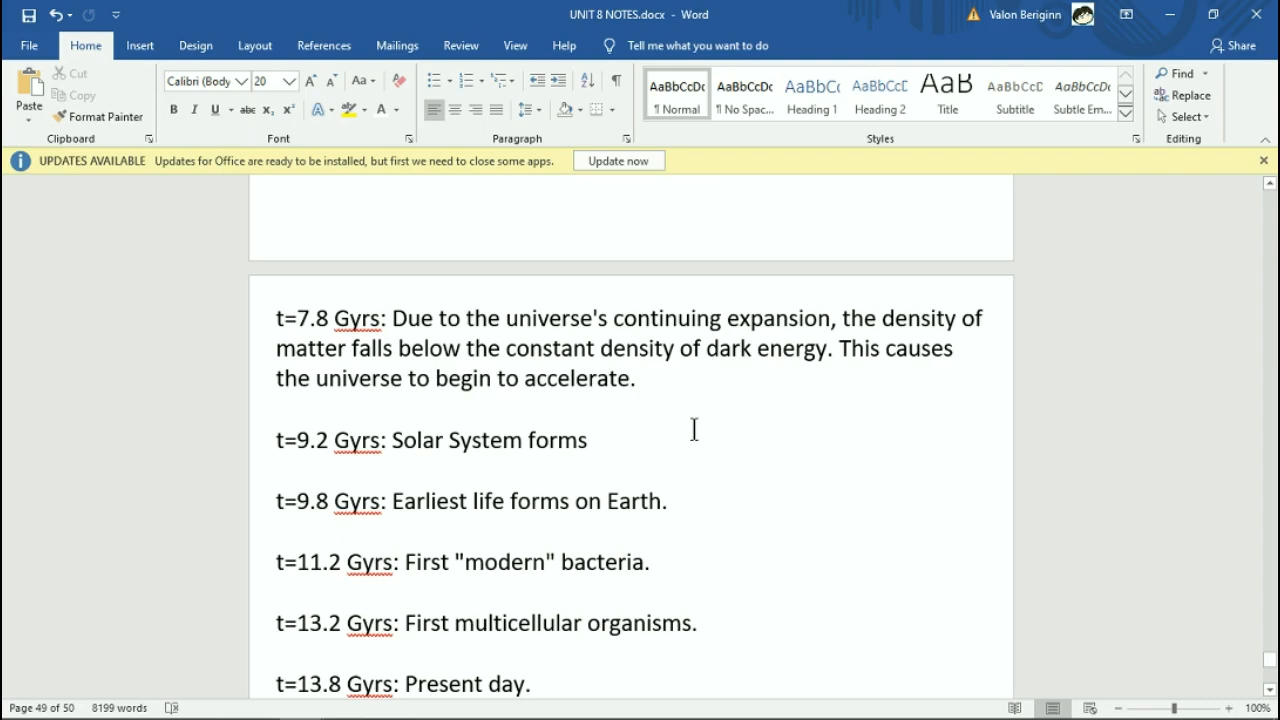 UNIT 8 NOTES.docx - Word
Valon Beriginn
File Home Insert Design Layout References Mailings Review View Help Tell me what you want to do Share
Paste
Cut
Copy
Format Painter
Clipboard
Calibri (Body 20
Font
Paragraph
AaBbCcDc AaBbCcDc AaBbCc AaBbCcC AaB AaBbCcD AaBbCcDc
¶ Normal ¶ No Spac... Heading 1 Heading 2 Title Subtitle Subtle Em...
Styles
Find
Replace
Select
Editing
UPDATES AVAILABLE Updates for Office are ready to be installed, but first we need to close some apps. Update now
t=7.8 Gyrs: Due to the universe's continuing expansion, the density of
matter falls below the constant density of dark energy. This causes
the universe to begin to accelerate.
t=9.2 Gyrs: Solar System forms
t=9.8 Gyrs: Earliest life forms on Earth.
t=11.2 Gyrs: First "modern" bacteria.
t=13.2 Gyrs: First multicellular organisms.
t=13.8 Gyrs: Present day.
Page 49 of 50 8199 words 100%